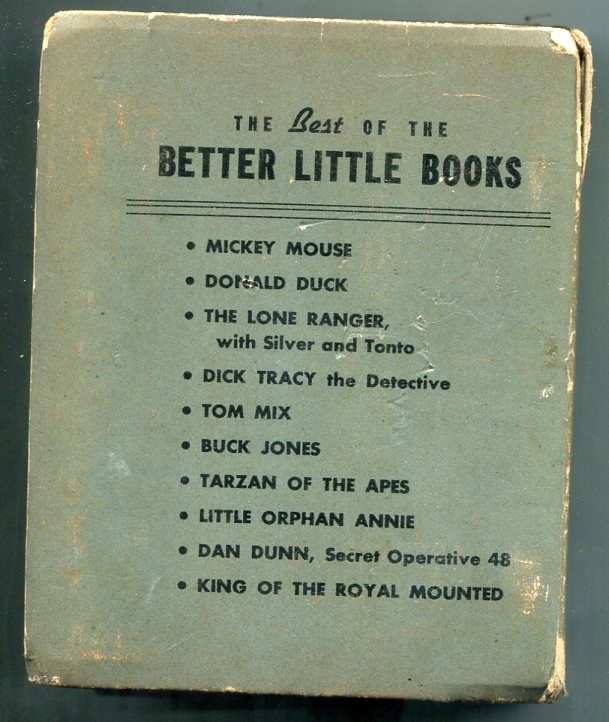 THE Best OF THE
BETTER LITTLE BOOKS
• MICKEY MOUSE
• DONALD DUCK
• THE LONE RANGER,
with Silver and Tonto
• DICK TRACY the Detective
• TOM MIX
• BUCK JONES
• TARZAN OF THE APES
• LITTLE ORPHAN ANNIE
• DAN DUNN, Secret Operative 48
• KING OF THE ROYAL MOUNTED